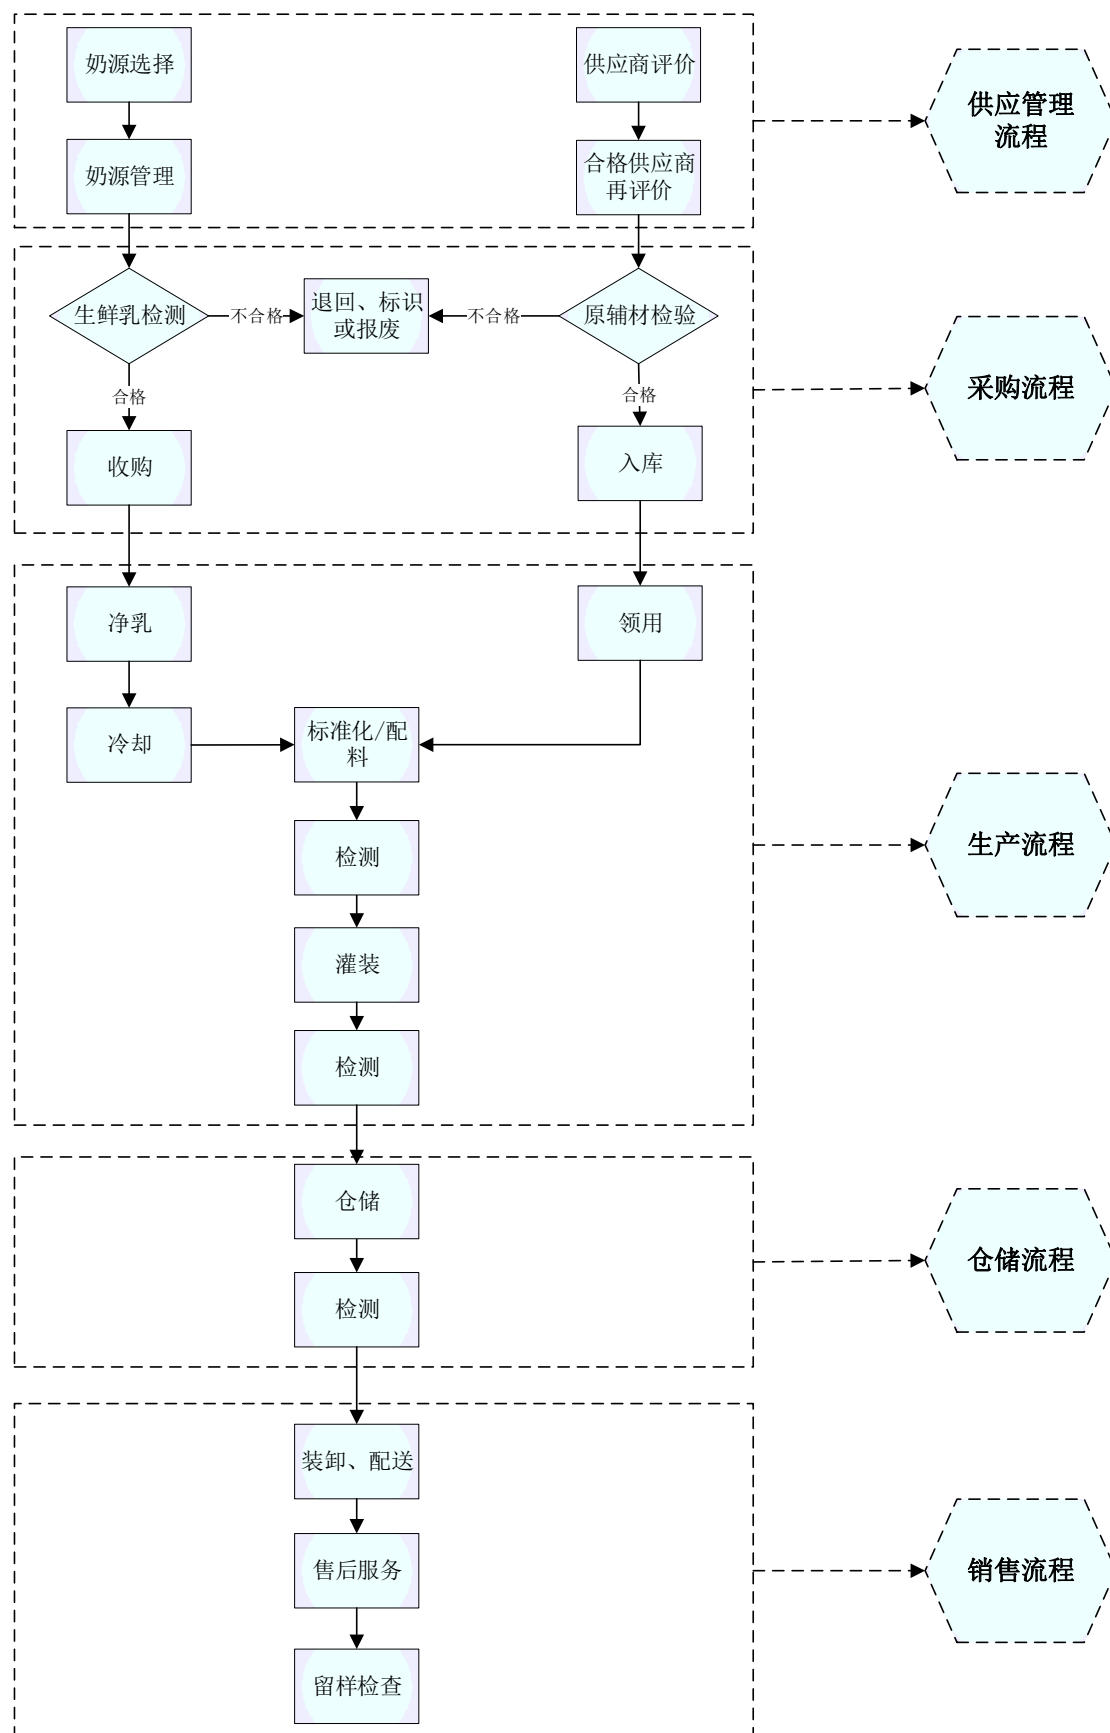 奶源选择
供应商评价
供应管理
流程
奶源管理
合格供应商
再评价
生鲜乳检测
不合格
退回、标识
或报废
不合格
原辅材检验
采购流程
合格
合格
收购
入库
净乳
领用
冷却
标准化/配
料
检测
生产流程
灌装
检测
仓储
仓储流程
检测
装卸、配送
售后服务
销售流程
留样检查